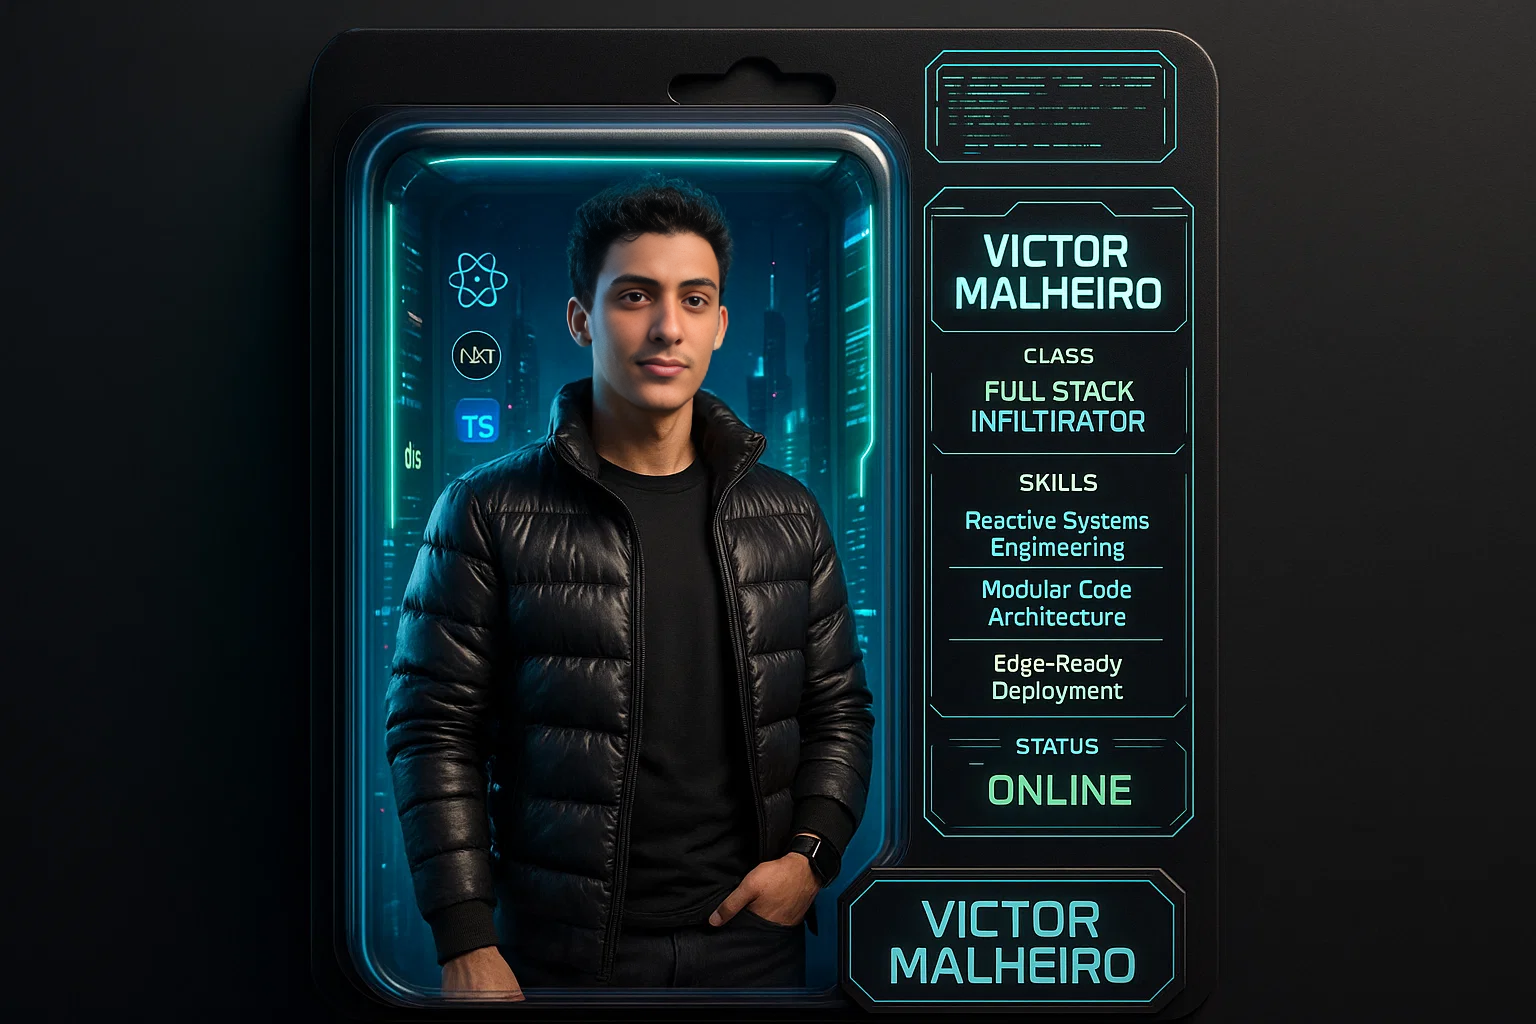 NXT
TS
dis
VICTOR
MALHEIRO
CLASS
FULL STACK
INFILTIRATOR
SKILLS
Reactive Systems
Engimeering
Modular Code
Architecture
Edge-Ready
Deployment
STATUS
ONLINE
VICTOR
MALHEIRO